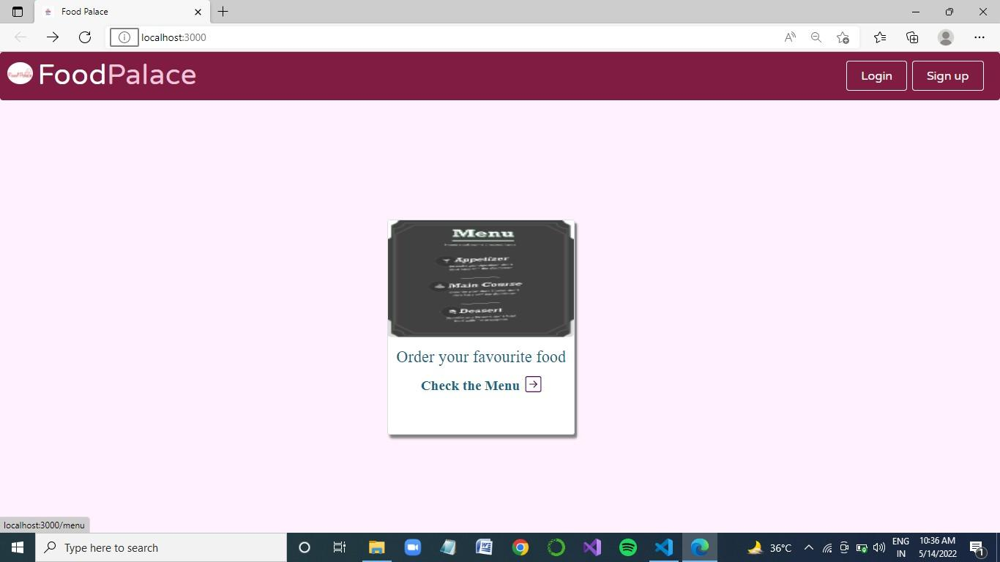 Food Palace
localhost:3000
FoodPalace
Login
Sign up
Menu
Appetizer
Main Course
Dessert
Order your favourite food
Check the Menu
localhost:3000/menu
Type here to search
36°C
ENG
IN
10:36 AM
5/14/2022
1